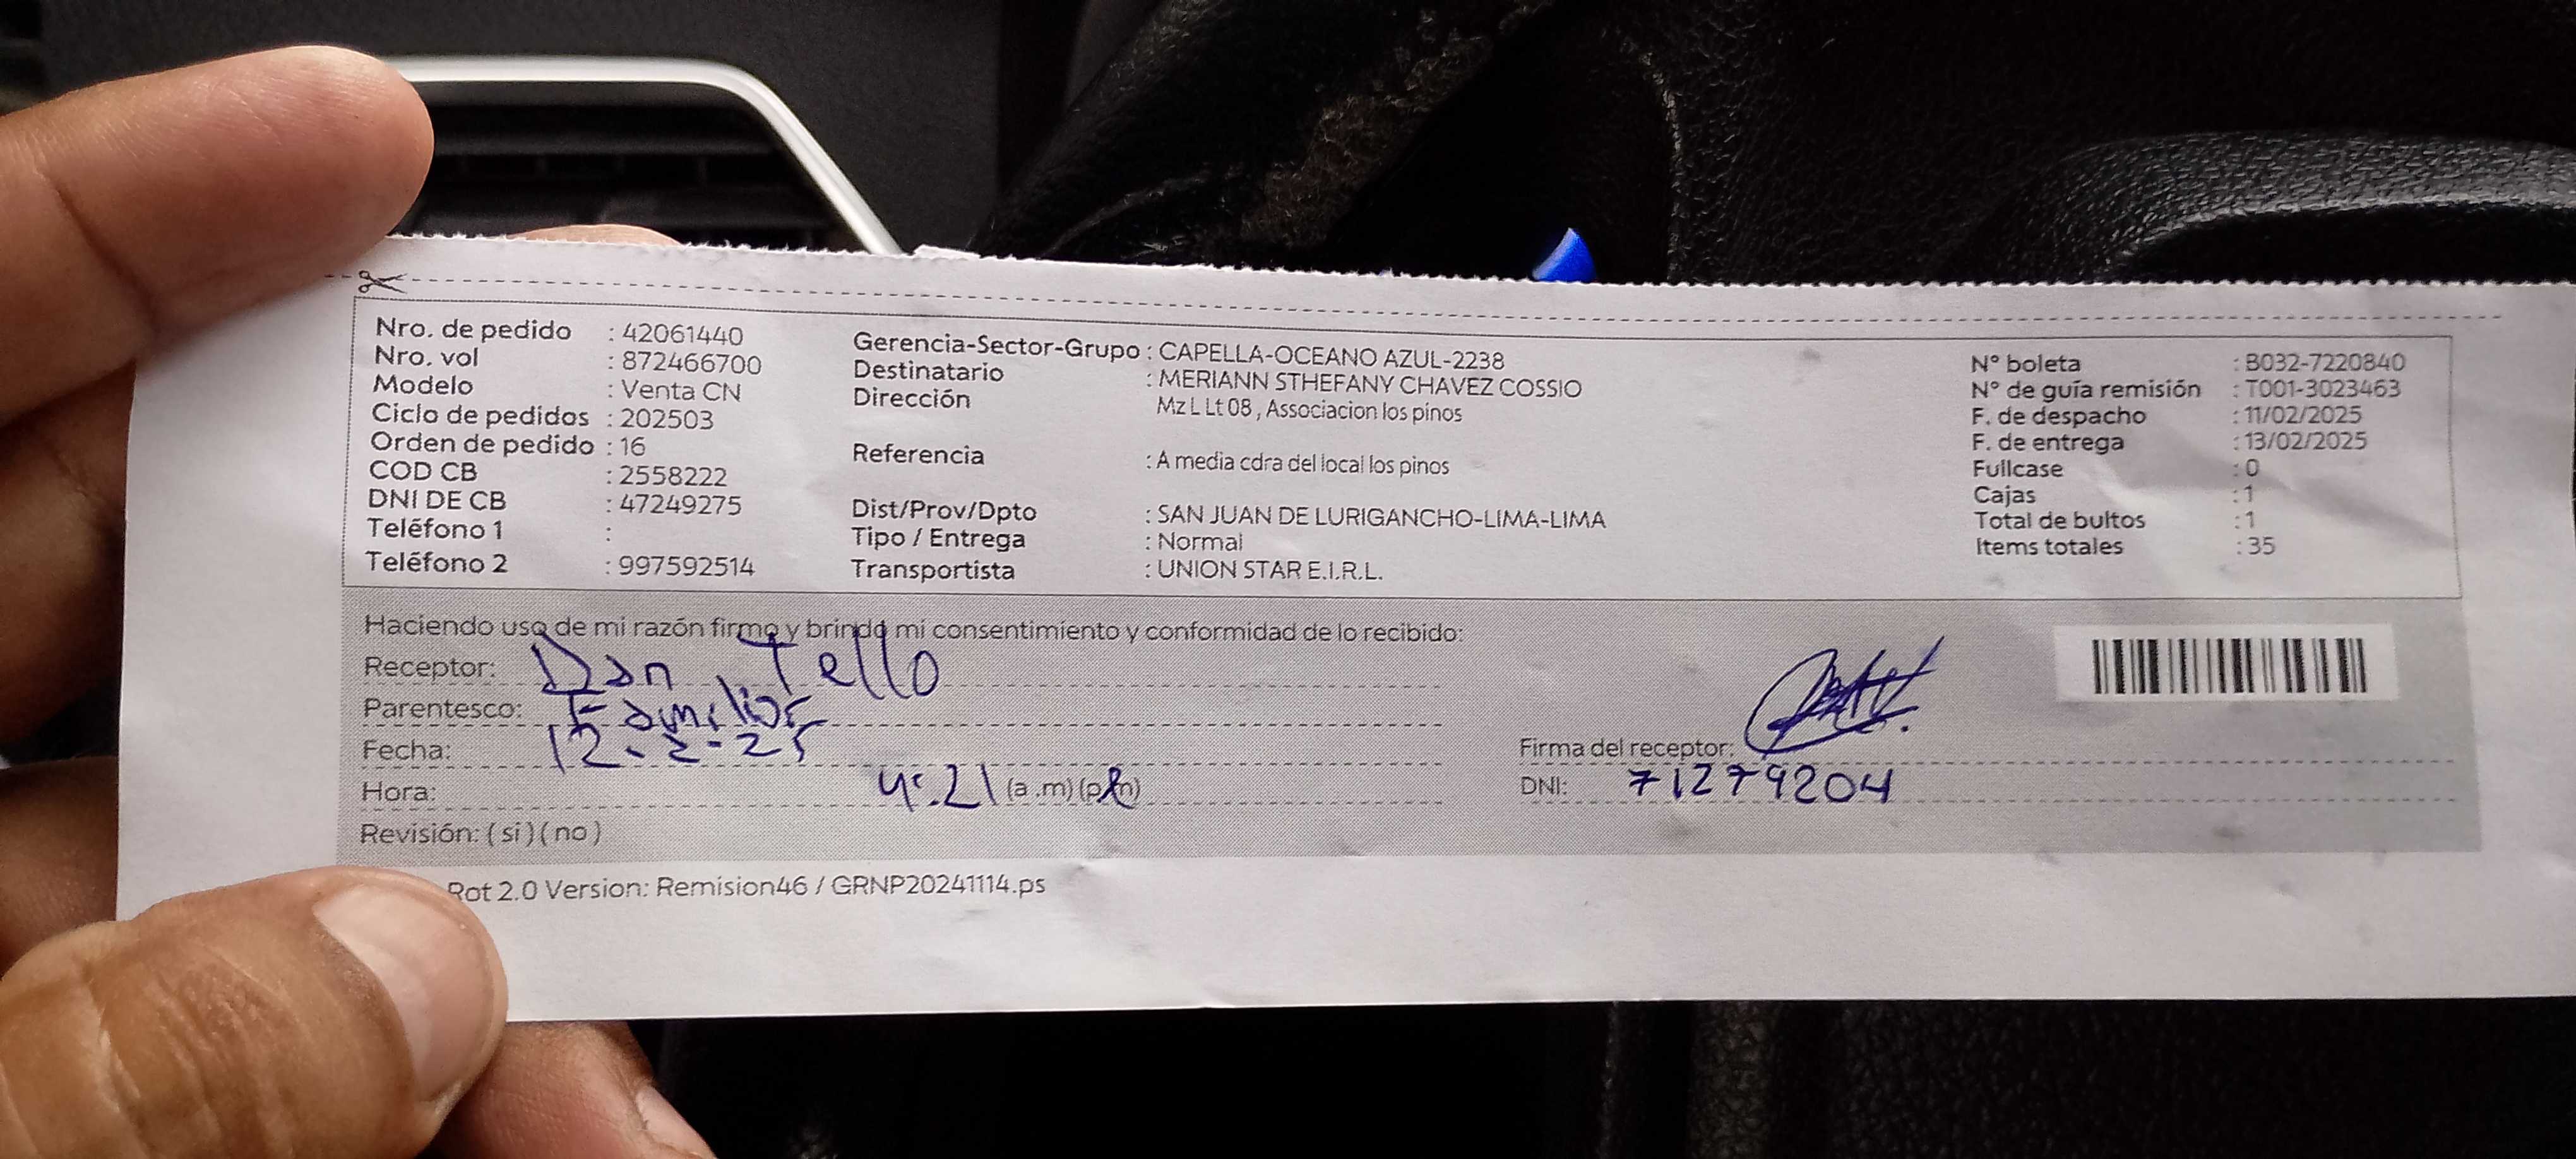 Nro. de pedido : 42061440
Nro. vol : 872466700
Modelo : Venta CN
Ciclo de pedidos : 202503
Orden de pedido : 16
COD CB : 2558222
DNI DE CB : 47249275
Teléfono 1 :
Teléfono 2 : 997592514
Gerencia-Sector-Grupo : CAPELLA-OCEANO AZUL-2238
Destinatario : MERIANN STHEFANY CHAVEZ COSSIO
Dirección Mz L Lt 08 , Associacion los pinos
Referencia : A media cdra del local los pinos
Dist/Prov/Dpto : SAN JUAN DE LURIGANCHO-LIMA-LIMA
Tipo / Entrega : Normal
Transportista : UNION STAR E.I.R.L.
N° boleta : B032-7220840
N° de guía remisión : T001-3023463
F. de despacho : 11/02/2025
F. de entrega : 13/02/2025
Fullcase : 0
Cajas : 1
Total de bultos : 1
Items totales : 35
Haciendo uso de mi razón firmo y brindo mi consentimiento y conformidad de lo recibido:
Receptor: Dan Tello
Parentesco: Familiar
Fecha: 12-2-25
Hora: 4:21 (a .m) (p.m)
Revisión: ( si ) ( no )
Firma del receptor:
DNI: 71279204
Rot 2.0 Version: Remision46 / GRNP20241114.ps